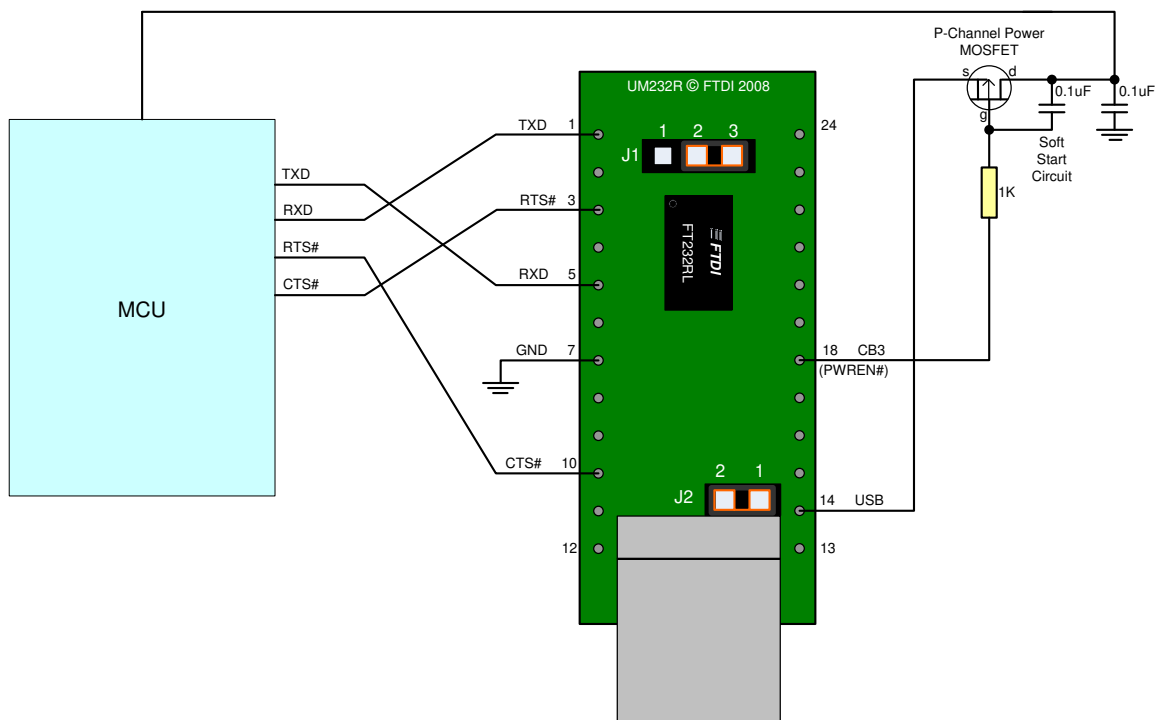 P-Channel Power
MOSFET
s
d
g
0.1uF
0.1uF
Soft
Start
Circuit
1K
UM232R © FTDI 2008
TXD 1
24
1 2 3
J1
TXD
RXD
RTS#
CTS#
MCU
RTS# 3
FTDI
FT232RL
RXD 5
GND 7
18 CB3
(PWREN#)
CTS# 10
2 1
J2
14 USB
12
13